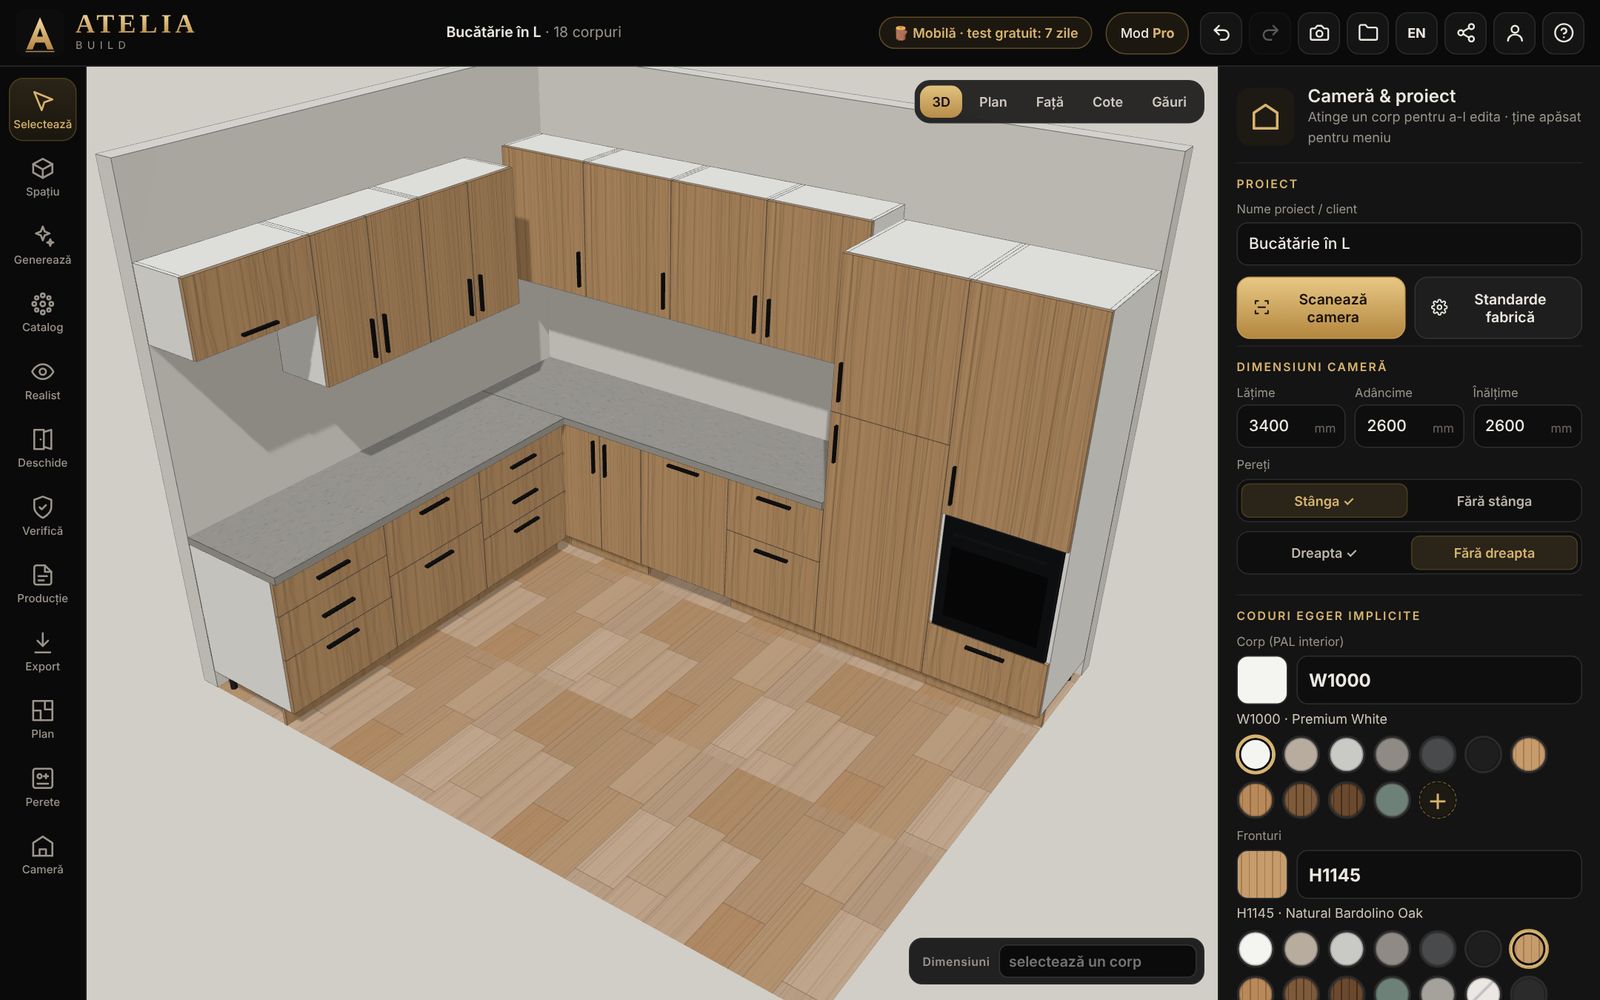 ATELIA
BUILD
Bucătărie în L · 18 corpuri
Mobilă · test gratuit: 7 zile
Mod Pro
EN
Selectează
Spațiu
Generează
Catalog
Realist
Deschide
Verifică
Producție
Export
Plan
Perete
Cameră
3D
Plan
Față
Cote
Găuri
Dimensiuni
selectează un corp
Cameră & proiect
Atinge un corp pentru a-l edita · ține apăsat
pentru meniu
PROIECT
Nume proiect / client
Bucătărie în L
Scanează
camera
Standarde
fabrică
DIMENSIUNI CAMERĂ
Lățime
Adâncime
Înălțime
3400 mm
2600 mm
2600 mm
Pereți
Stânga ✓
Fără stânga
Dreapta ✓
Fără dreapta
CODURI EGGER IMPLICITE
Corp (PAL interior)
W1000
W1000 · Premium White
Fronturi
H1145
H1145 · Natural Bardolino Oak